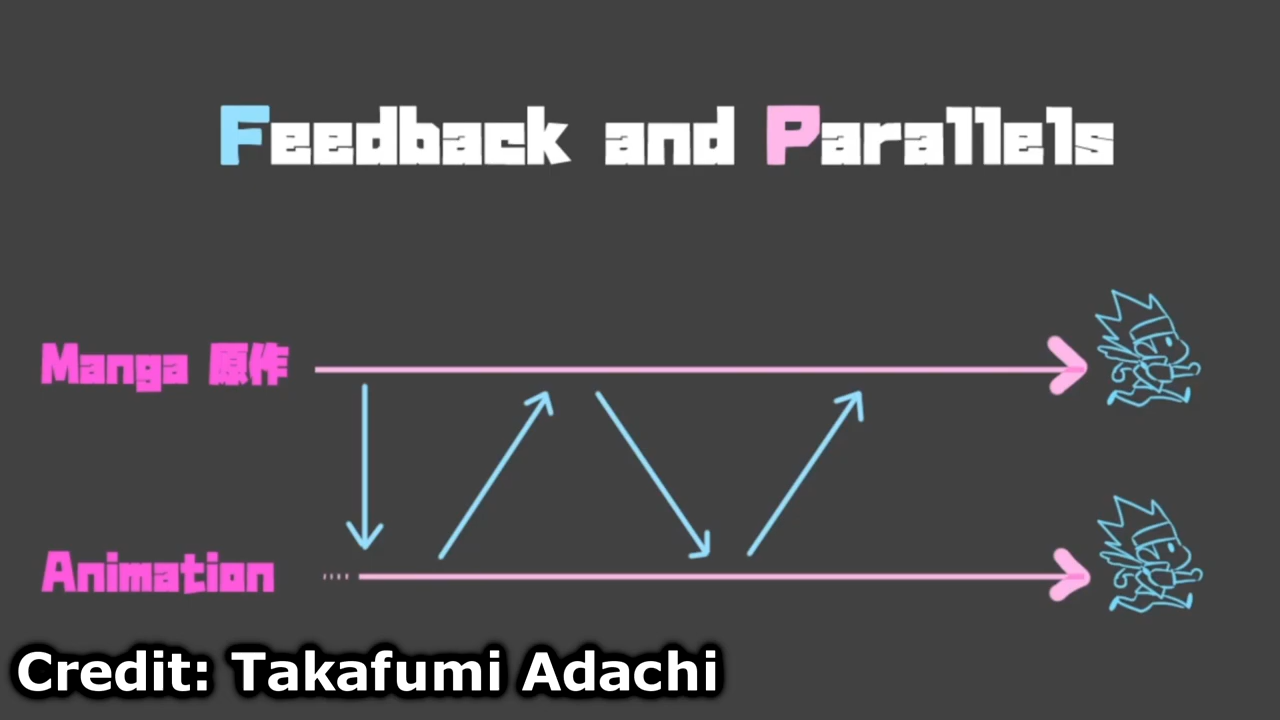 Feedback and Parallels
Manga 原作
Animation
Credit: Takafumi Adachi